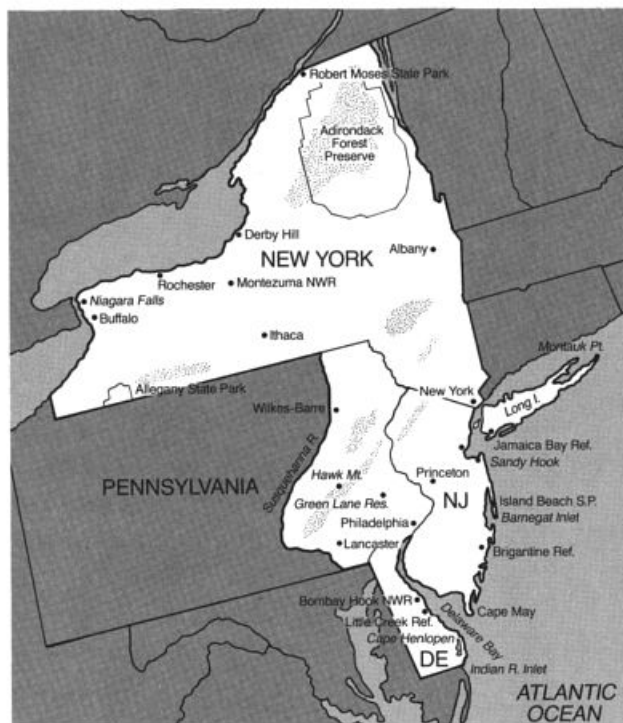 Robert Moses State Park
Adirondack
Forest
Preserve
Derby Hill
NEW YORK
Albany
Rochester
Montezuma NWR
Niagara Falls
Buffalo
Ithaca
Montauk Pt.
Allegany State Park
New York
Long I.
Wilkes-Barre
Jamaica Bay Ref.
Susquehanna R.
Sandy Hook
Hawk Mt.
Princeton
PENNSYLVANIA
Green Lane Res.
NJ
Island Beach S.P.
Barnegat Inlet
Philadelphia
Lancaster
Brigantine Ref.
Bombay Hook NWR
Cape May
Little Creek Ref.
Delaware Bay
Cape Henlopen
DE
Indian R. Inlet
ATLANTIC
OCEAN